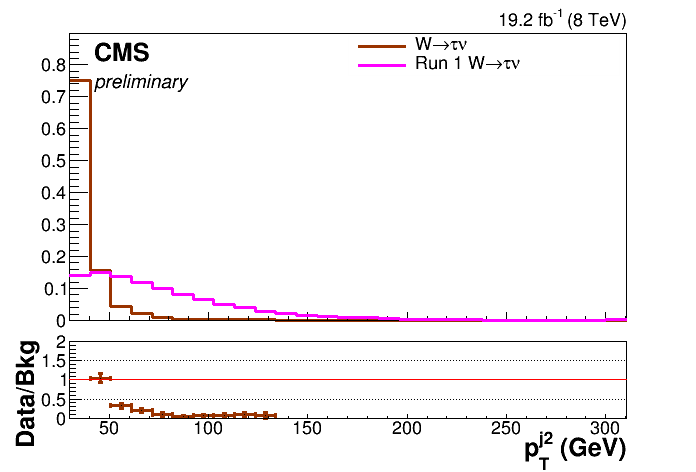 19.2 fb⁻¹ (8 TeV)
CMS
preliminary
W→τν
Run 1 W→τν
0.8
0.7
0.6
0.5
0.4
0.3
0.2
0.1
0
Data/Bkg
2
1.5
1
0.5
0
50 100 150 200 250 300
p_T^j2 (GeV)